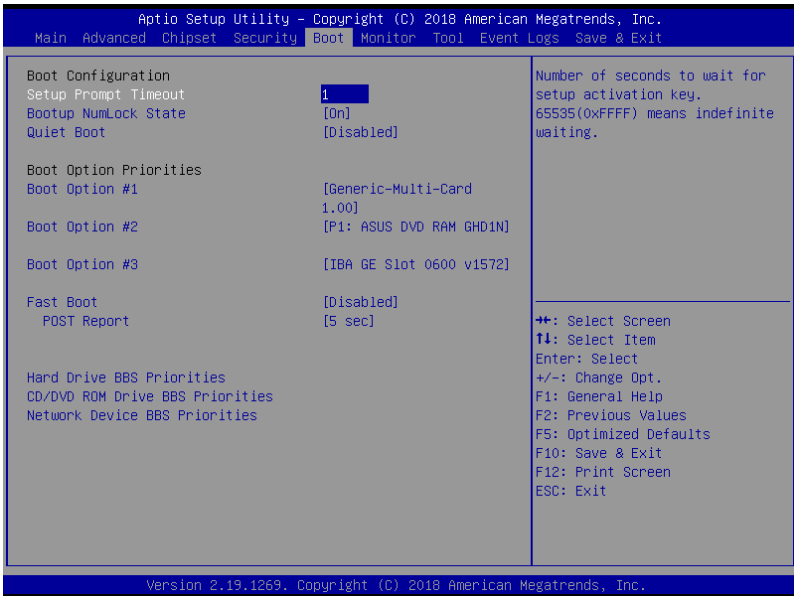 Aptio Setup Utility – Copyright (C) 2018 American Megatrends, Inc.
Main Advanced Chipset Security Boot Monitor Tool Event Logs Save & Exit
Boot Configuration
Setup Prompt Timeout 1
Bootup NumLock State [On]
Quiet Boot [Disabled]
Boot Option Priorities
Boot Option #1 [Generic-Multi-Card
1.00]
Boot Option #2 [P1: ASUS DVD RAM GHD1N]
Boot Option #3 [IBA GE Slot 0600 v1572]
Fast Boot [Disabled]
POST Report [5 sec]
Hard Drive BBS Priorities
CD/DVD ROM Drive BBS Priorities
Network Device BBS Priorities
Number of seconds to wait for
setup activation key.
65535(0xFFFF) means indefinite
waiting.
→←: Select Screen
↑↓: Select Item
Enter: Select
+/-: Change Opt.
F1: General Help
F2: Previous Values
F5: Optimized Defaults
F10: Save & Exit
F12: Print Screen
ESC: Exit
Version 2.19.1269. Copyright (C) 2018 American Megatrends, Inc.